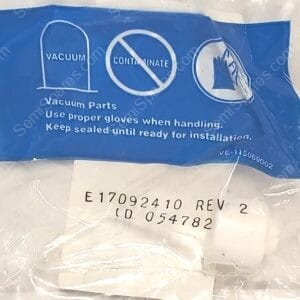 VACUUM
CONTAMINATE
Vacuum Parts
Use proper gloves when handling.
Keep sealed until ready for installation.
VE-115069002
E17092410 REV 2
ID 054782